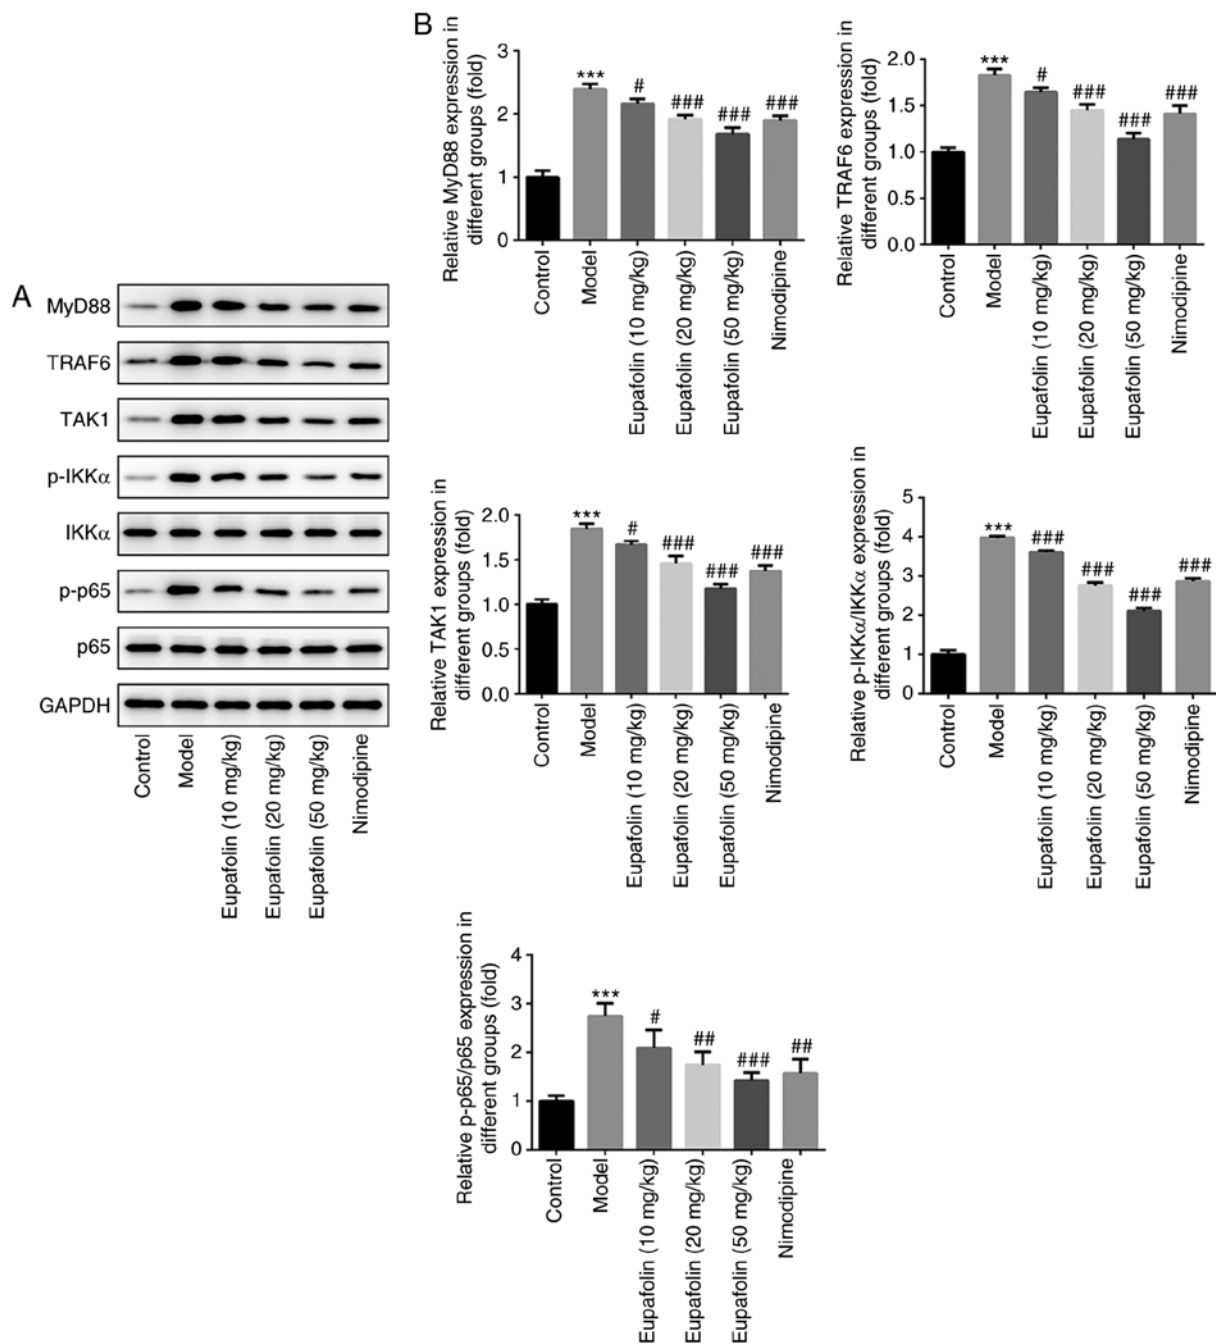 A
MyD88
TRAF6
TAK1
p-IKKα
IKKα
p-p65
p65
GAPDH
Control
Model
Eupafolin (10 mg/kg)
Eupafolin (20 mg/kg)
Eupafolin (50 mg/kg)
Nimodipine
B
Relative MyD88 expression in
different groups (fold)
3
2
1
0
***
#
###
###
###
Control
Model
Eupafolin (10 mg/kg)
Eupafolin (20 mg/kg)
Eupafolin (50 mg/kg)
Nimodipine
Relative TRAF6 expression in
different groups (fold)
2.0
1.5
1.0
0.5
0.0
***
#
###
###
###
Control
Model
Eupafolin (10 mg/kg)
Eupafolin (20 mg/kg)
Eupafolin (50 mg/kg)
Nimodipine
Relative TAK1 expression in
different groups (fold)
2.0
1.5
1.0
0.5
0.0
***
#
###
###
###
Control
Model
Eupafolin (10 mg/kg)
Eupafolin (20 mg/kg)
Eupafolin (50 mg/kg)
Nimodipine
Relative p-IKKα/IKKα expression in
different groups (fold)
5
4
3
2
1
0
***
###
###
###
###
Control
Model
Eupafolin (10 mg/kg)
Eupafolin (20 mg/kg)
Eupafolin (50 mg/kg)
Nimodipine
Relative p-p65/p65 expression in
different groups (fold)
4
3
2
1
0
***
#
##
###
##
Control
Model
Eupafolin (10 mg/kg)
Eupafolin (20 mg/kg)
Eupafolin (50 mg/kg)
Nimodipine